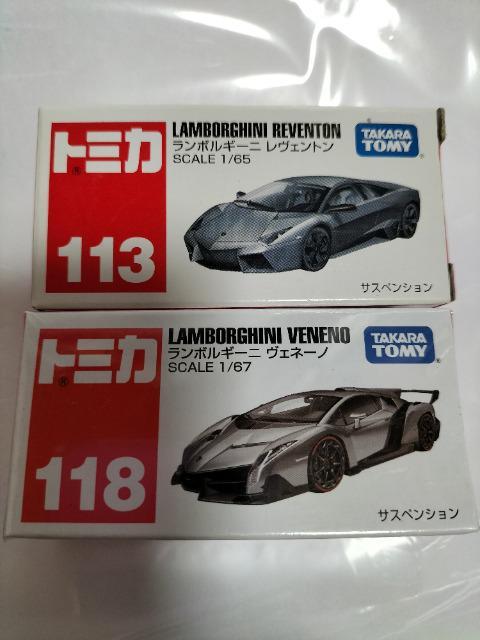 トミカ
®
113
LAMBORGHINI REVENTON
ランボルギーニ レヴェントン
SCALE 1/65
TAKARA TOMY
サスペンション
トミカ
®
118
LAMBORGHINI VENENO
ランボルギーニ ヴェネーノ
SCALE 1/67
TAKARA TOMY
サスペンション